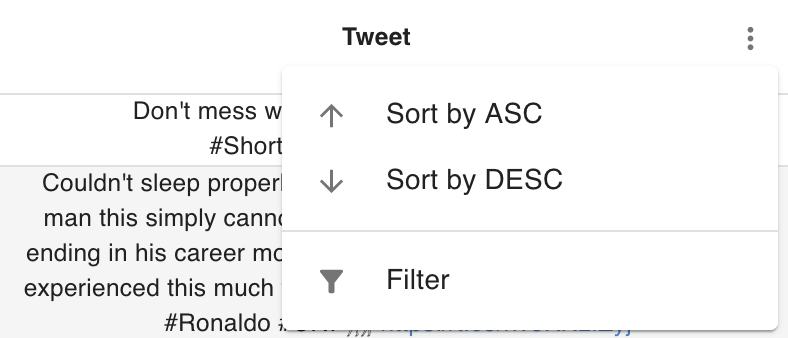 Tweet
Don't mess w
#Short
Sort by ASC
Sort by DESC
Filter
Couldn't sleep properl
man this simply canno
ending in his career mo
experienced this much
#Ronaldo